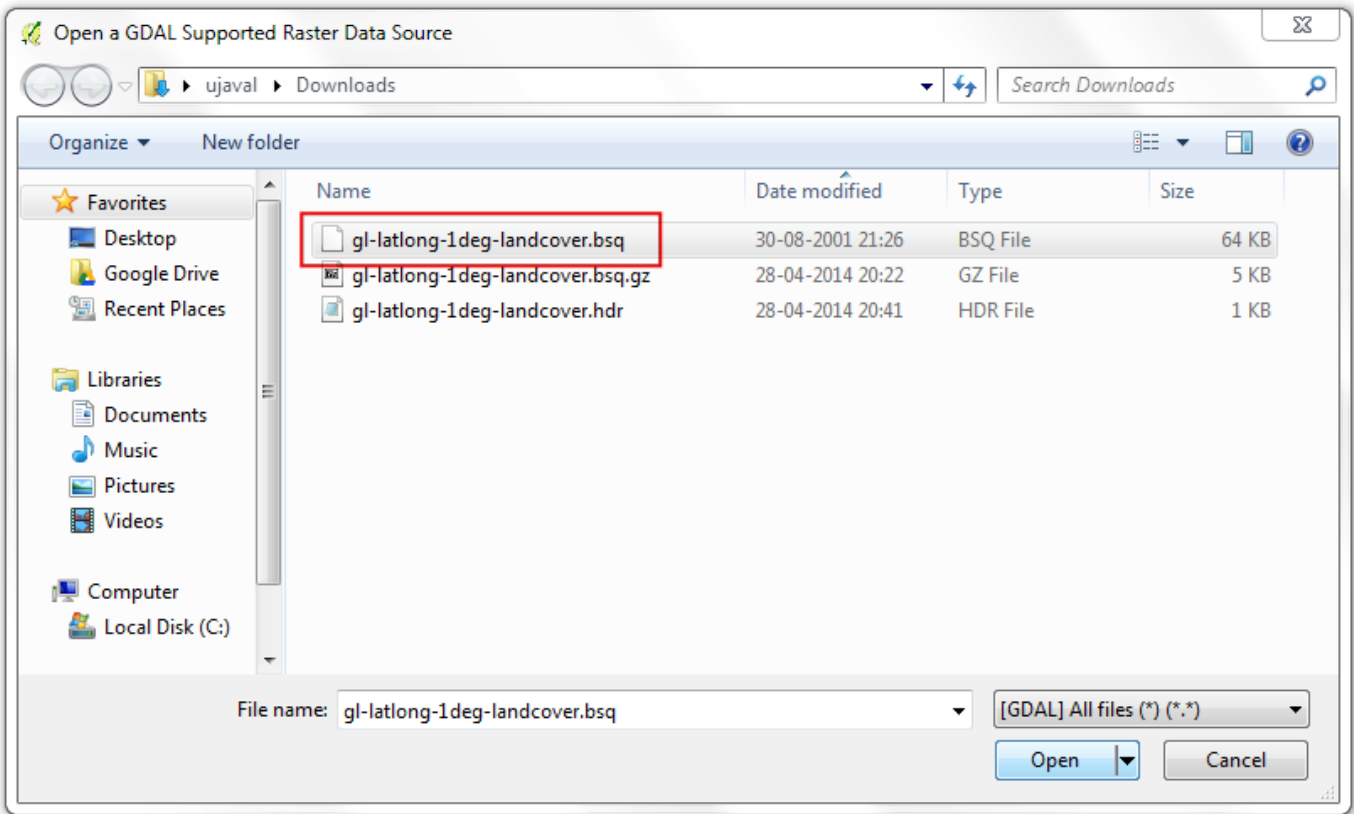 Open a GDAL Supported Raster Data Source
ujaval Downloads Search Downloads
Organize New folder
Name Date modified Type Size
Favorites
Desktop gl-latlong-1deg-landcover.bsq 30-08-2001 21:26 BSQ File 64 KB
Google Drive gl-latlong-1deg-landcover.bsq.gz 28-04-2014 20:22 GZ File 5 KB
Recent Places gl-latlong-1deg-landcover.hdr 28-04-2014 20:41 HDR File 1 KB
Libraries
Documents
Music
Pictures
Videos
Computer
Local Disk (C:)
File name: gl-latlong-1deg-landcover.bsq [GDAL] All files (*) (*.*)
Open Cancel